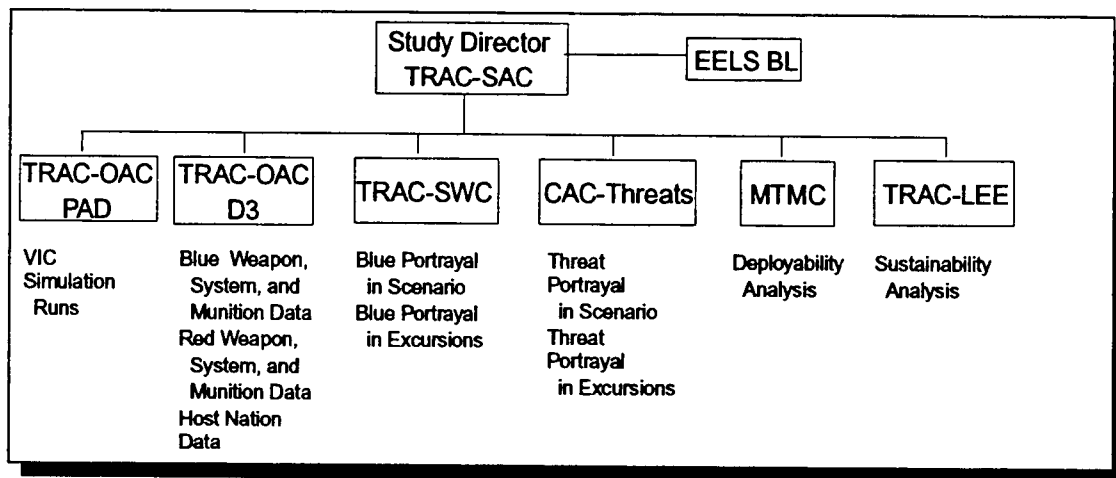 Study Director
TRAC-SAC
EELS BL
TRAC-OAC
PAD
TRAC-OAC
D3
TRAC-SWC
CAC-Threats
MTMC
TRAC-LEE
VIC
Simulation
Runs
Blue Weapon,
System, and
Munition Data
Red Weapon,
System, and
Munition Data
Host Nation
Data
Blue Portrayal
in Scenario
Blue Portrayal
in Excursions
Threat
Portrayal
in Scenario
Threat
Portrayal
in Excursions
Deployability
Analysis
Sustainability
Analysis